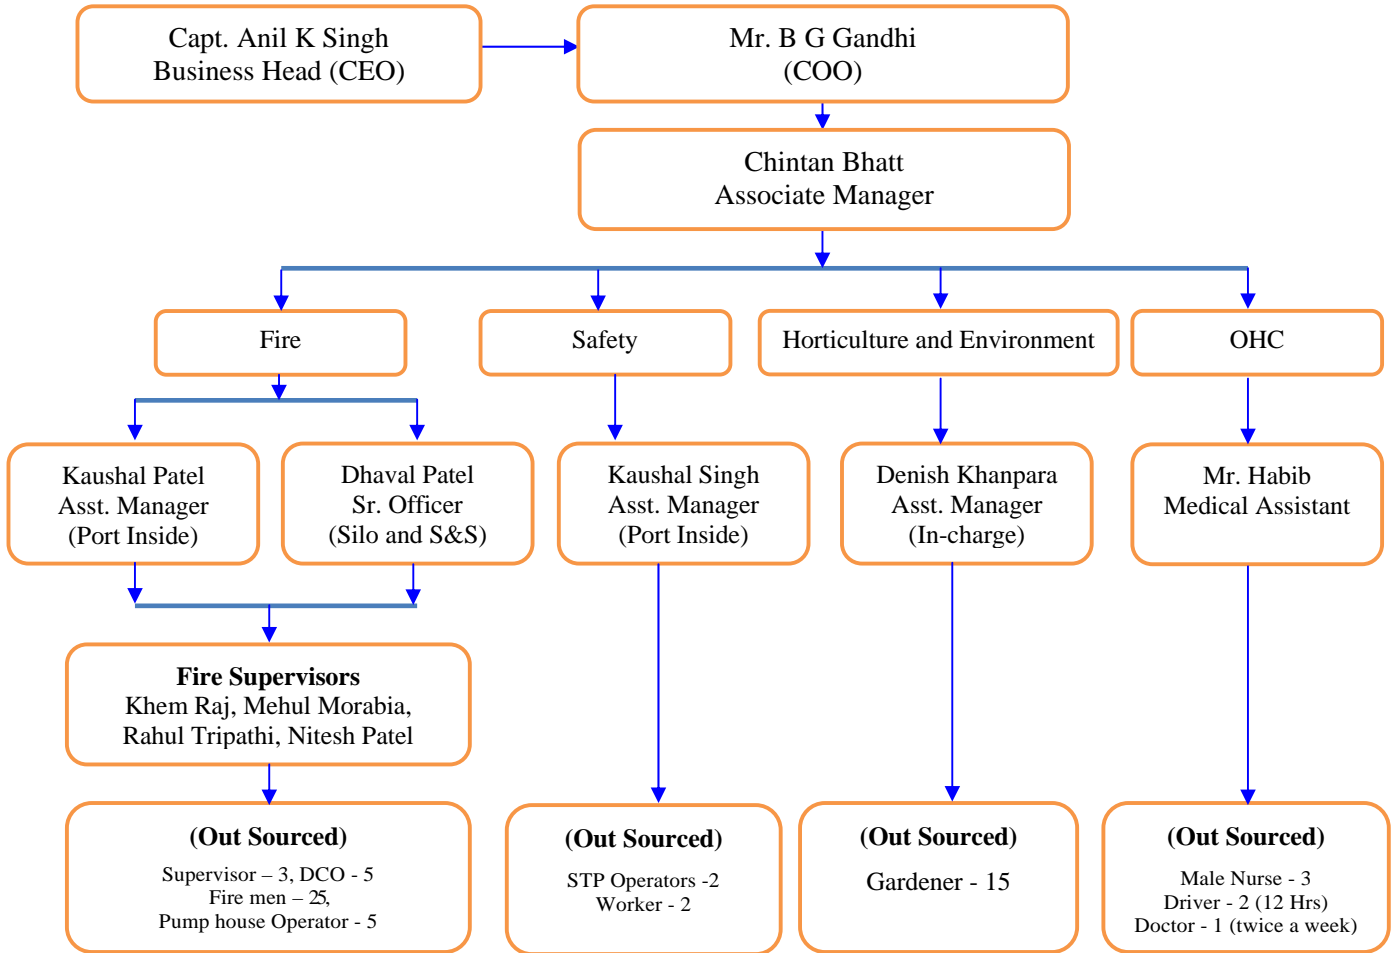 Capt. Anil K Singh
Business Head (CEO)
Mr. B G Gandhi
(COO)
Chintan Bhatt
Associate Manager
Fire
Safety
Horticulture and Environment
OHC
Kaushal Patel
Asst. Manager
(Port Inside)
Dhaval Patel
Sr. Officer
(Silo and S&S)
Kaushal Singh
Asst. Manager
(Port Inside)
Denish Khanpara
Asst. Manager
(In-charge)
Mr. Habib
Medical Assistant
Fire Supervisors
Khem Raj, Mehul Morabia,
Rahul Tripathi, Nitesh Patel
(Out Sourced)
Supervisor – 3, DCO - 5
Fire men – 25,
Pump house Operator - 5
(Out Sourced)
STP Operators -2
Worker - 2
(Out Sourced)
Gardener - 15
(Out Sourced)
Male Nurse - 3
Driver - 2 (12 Hrs)
Doctor - 1 (twice a week)